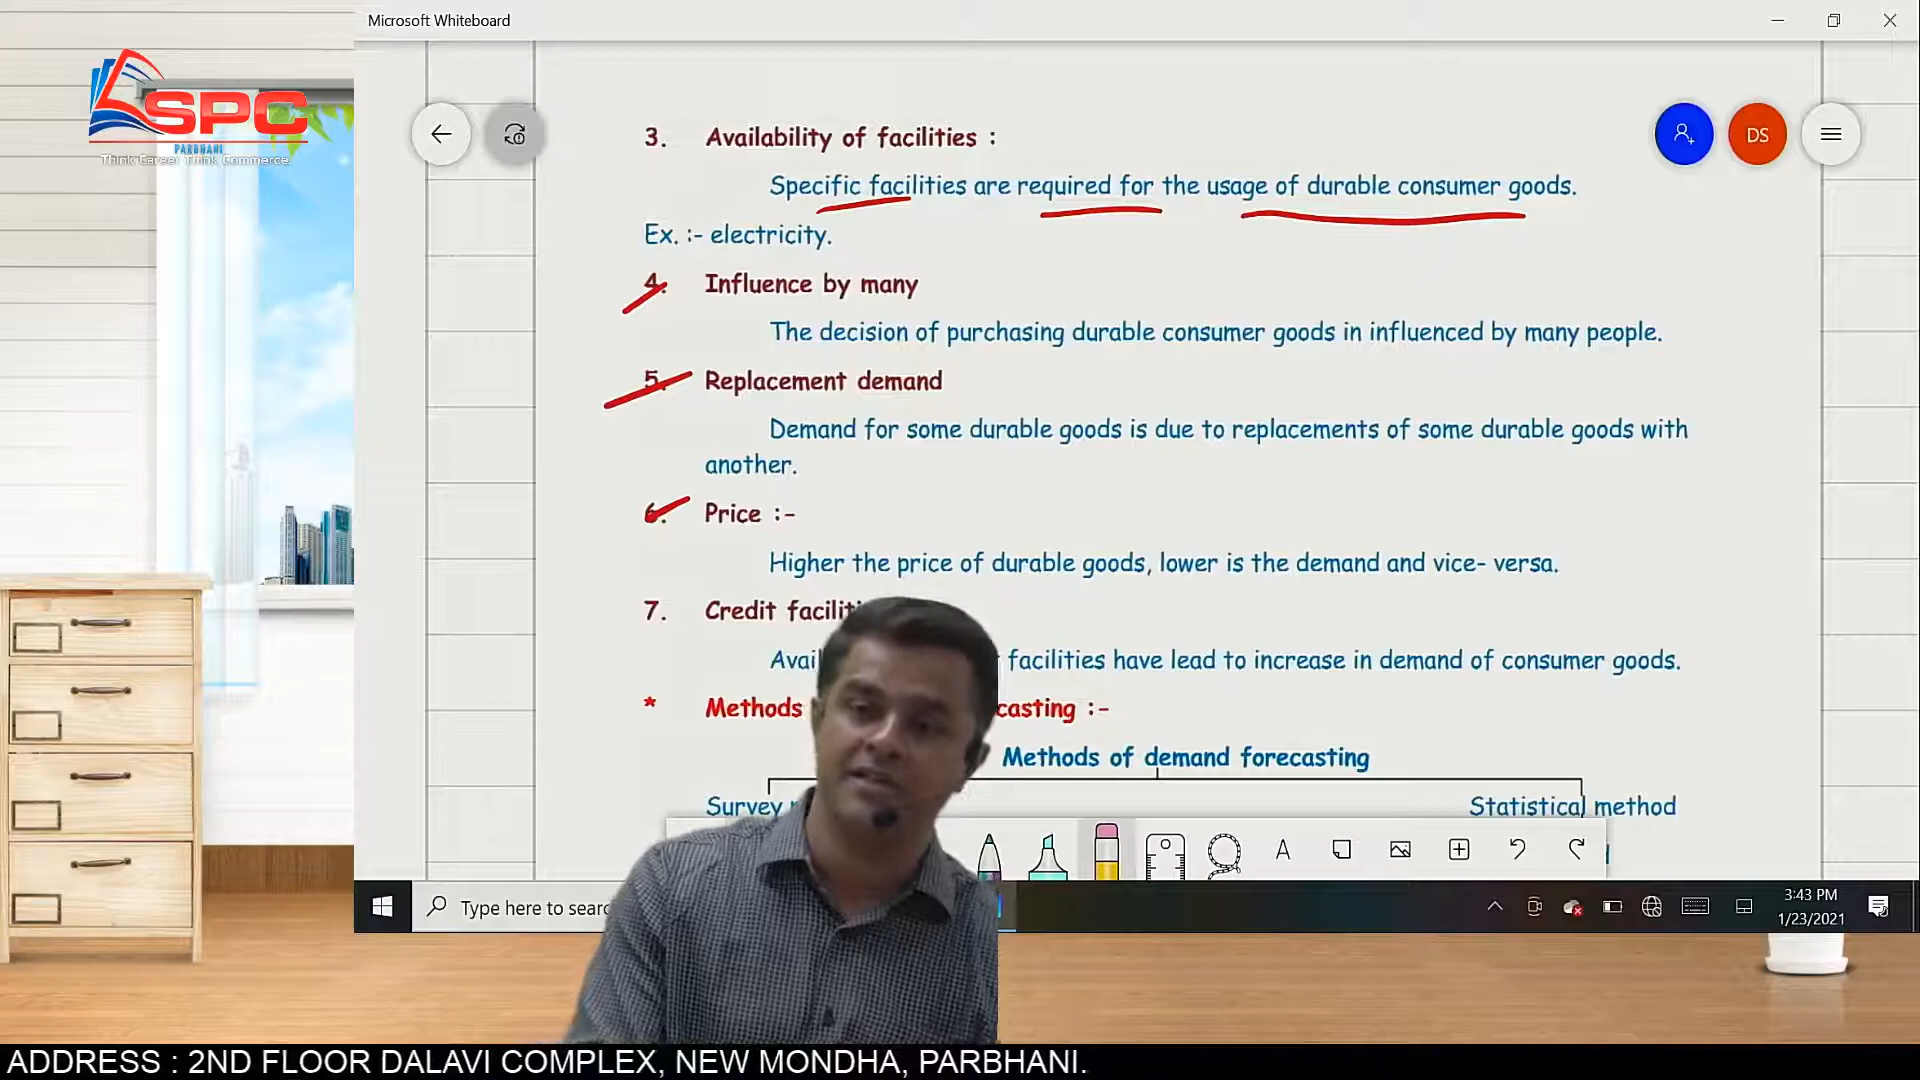 Microsoft Whiteboard
SPC
PARBHANI
Think Career Think Commerce.
DS
3. Availability of facilities :
Specific facilities are required for the usage of durable consumer goods.
Ex. :- electricity.
4. Influence by many
The decision of purchasing durable consumer goods in influenced by many people.
5. Replacement demand
Demand for some durable goods is due to replacements of some durable goods with
another.
6. Price :-
Higher the price of durable goods, lower is the demand and vice- versa.
7. Credit
facilities have lead to increase in demand of consumer goods.
* Methods casting :-
Methods of demand forecasting
Survey Statistical method
A
Type here to
3:43 PM
1/23/2021
ADDRESS : 2ND FLOOR DALAVI COMPLEX, NEW MONDHA, PARBHANI.